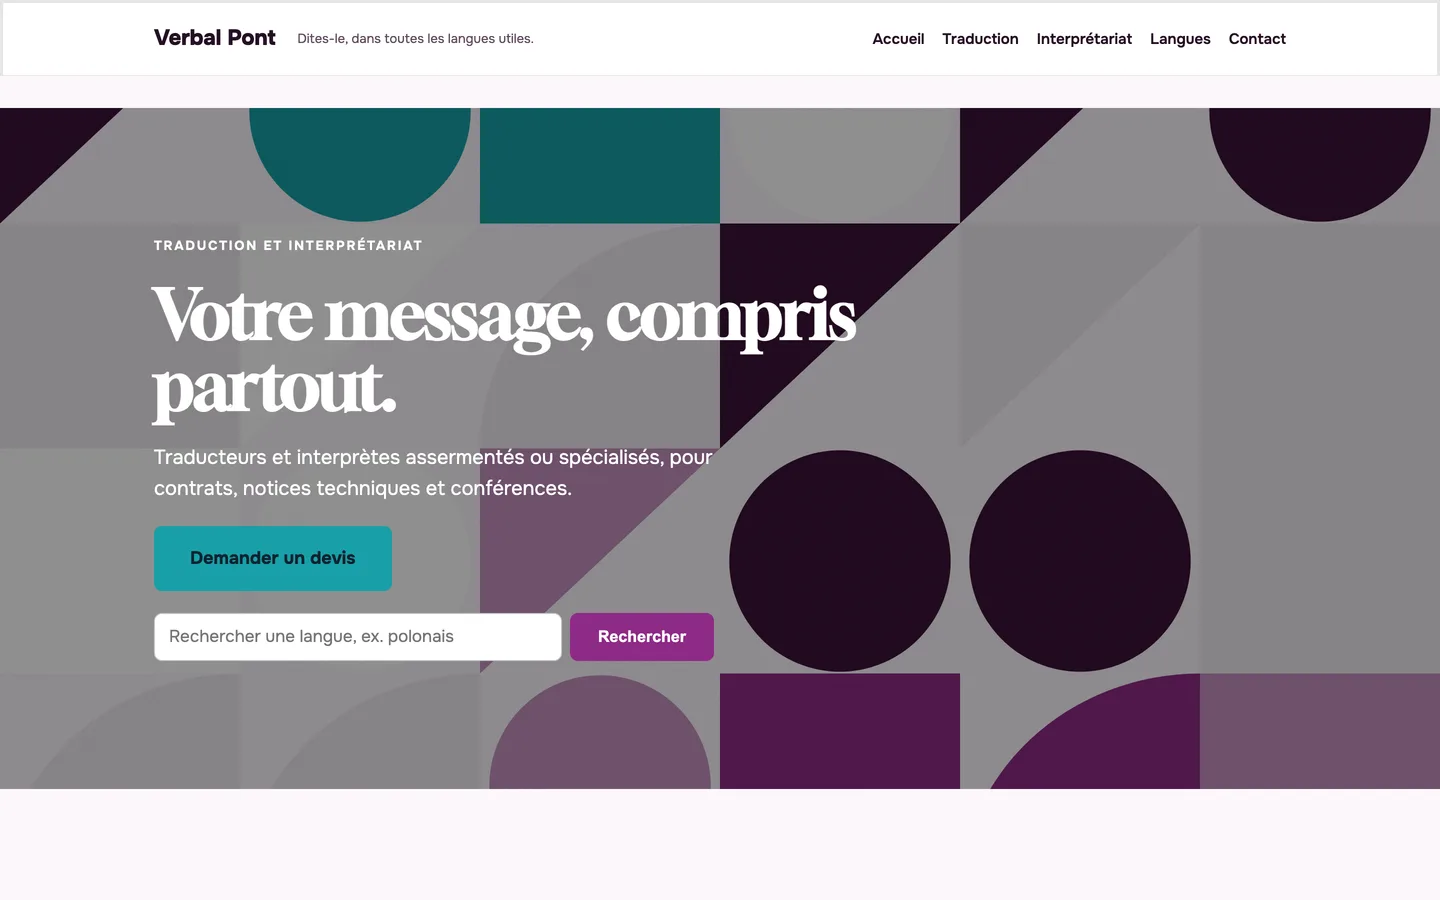 Verbal Pont
Dites-le, dans toutes les langues utiles.
Accueil Traduction Interprétariat Langues Contact
TRADUCTION ET INTERPRÉTARIAT
Votre message, compris
partout.
Traducteurs et interprètes assermentés ou spécialisés, pour
contrats, notices techniques et conférences.
Demander un devis
Rechercher une langue, ex. polonais
Rechercher